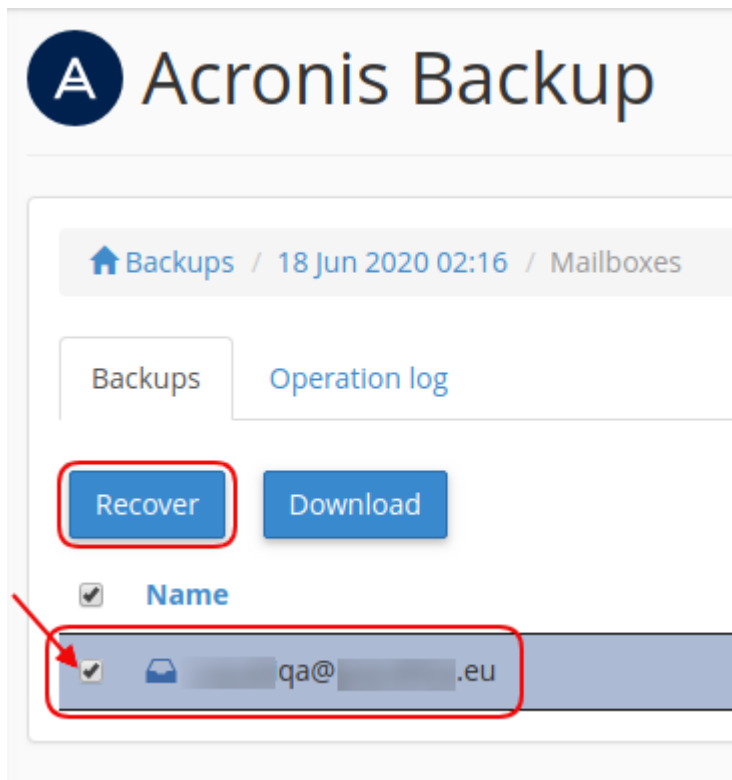 Acronis Backup
Backups / 18 Jun 2020 02:16 / Mailboxes
Backups Operation log
Recover Download
Name
qa@ .eu